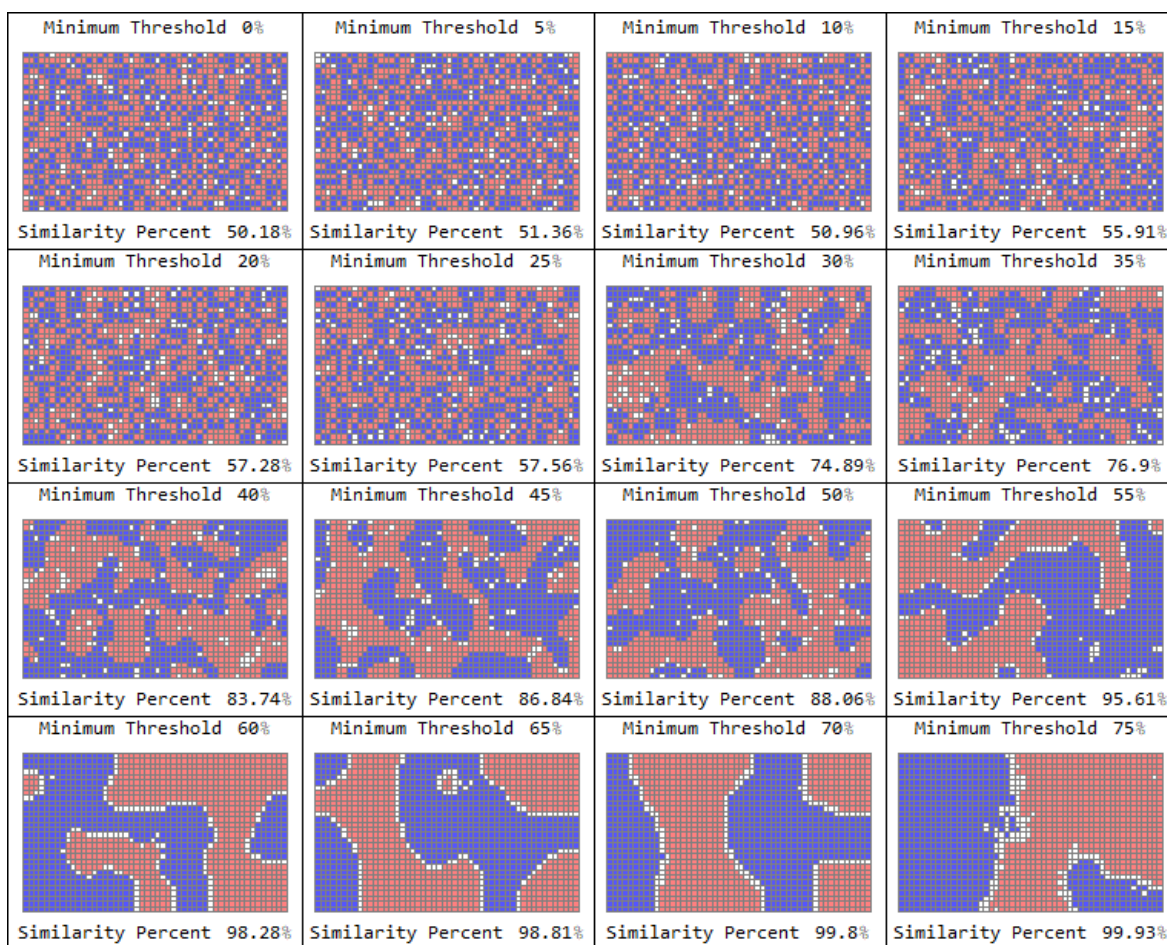 Minimum Threshold 0% Minimum Threshold 5% Minimum Threshold 10% Minimum Threshold 15%
Similarity Percent 50.18% Similarity Percent 51.36% Similarity Percent 50.96% Similarity Percent 55.91%
Minimum Threshold 20% Minimum Threshold 25% Minimum Threshold 30% Minimum Threshold 35%
Similarity Percent 57.28% Similarity Percent 57.56% Similarity Percent 74.89% Similarity Percent 76.9%
Minimum Threshold 40% Minimum Threshold 45% Minimum Threshold 50% Minimum Threshold 55%
Similarity Percent 83.74% Similarity Percent 86.84% Similarity Percent 88.06% Similarity Percent 95.61%
Minimum Threshold 60% Minimum Threshold 65% Minimum Threshold 70% Minimum Threshold 75%
Similarity Percent 98.28% Similarity Percent 98.81% Similarity Percent 99.8% Similarity Percent 99.93%